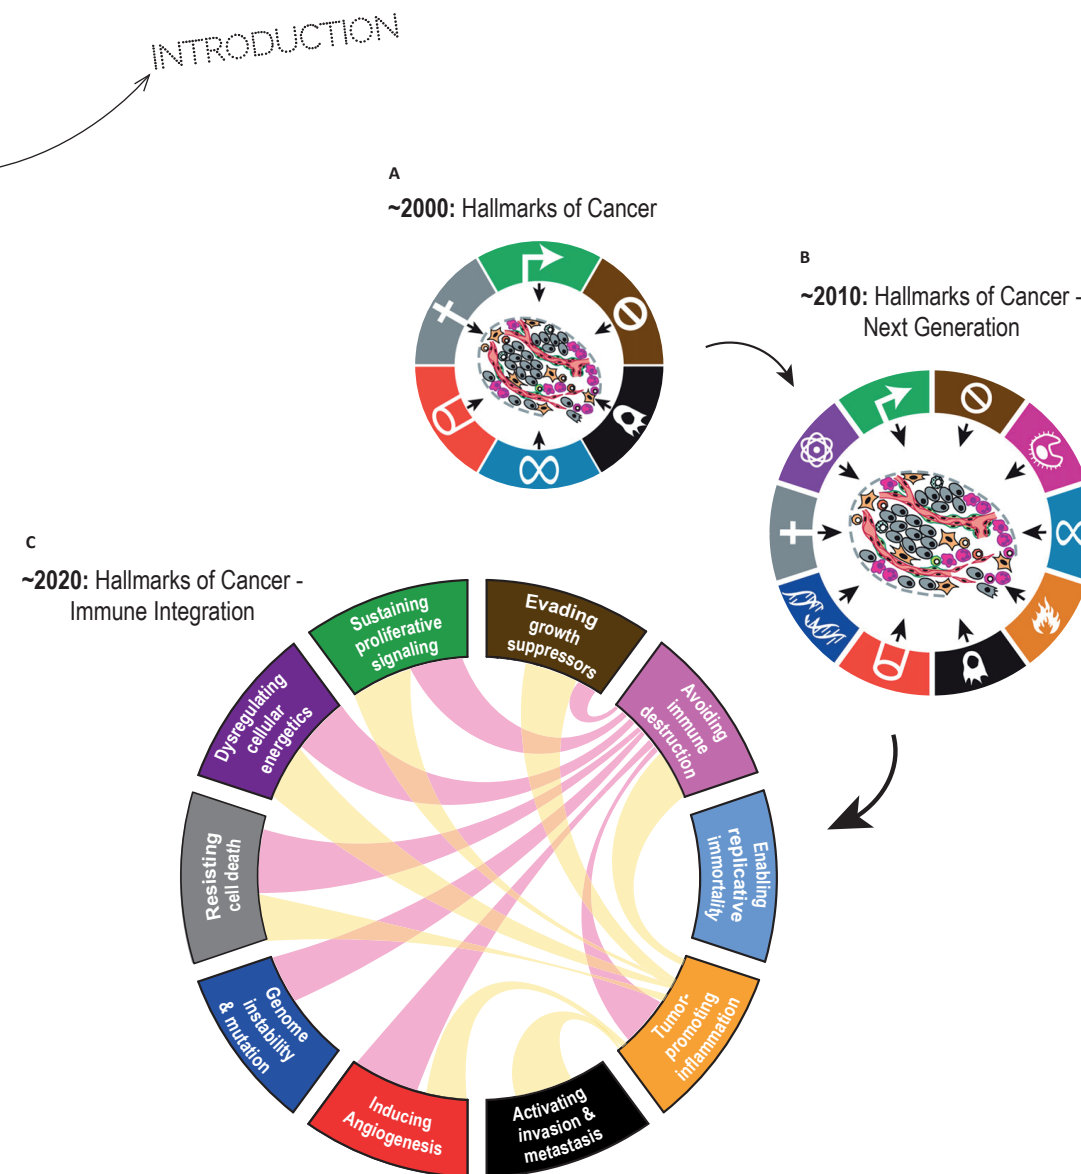 INTRODUCTION
A
~2000: Hallmarks of Cancer
B
~2010: Hallmarks of Cancer -
Next Generation
C
~2020: Hallmarks of Cancer -
Immune Integration
Sustaining
proliferative
signaling
Evading
growth
suppressors
Avoiding
immune
destruction
Enabling
replicative
immortality
Tumor-
promoting
inflammation
Activating
invasion &
metastasis
Inducing
Angiogenesis
Genome
instability
& mutation
Resisting
cell death
Dysregulating
cellular
energetics